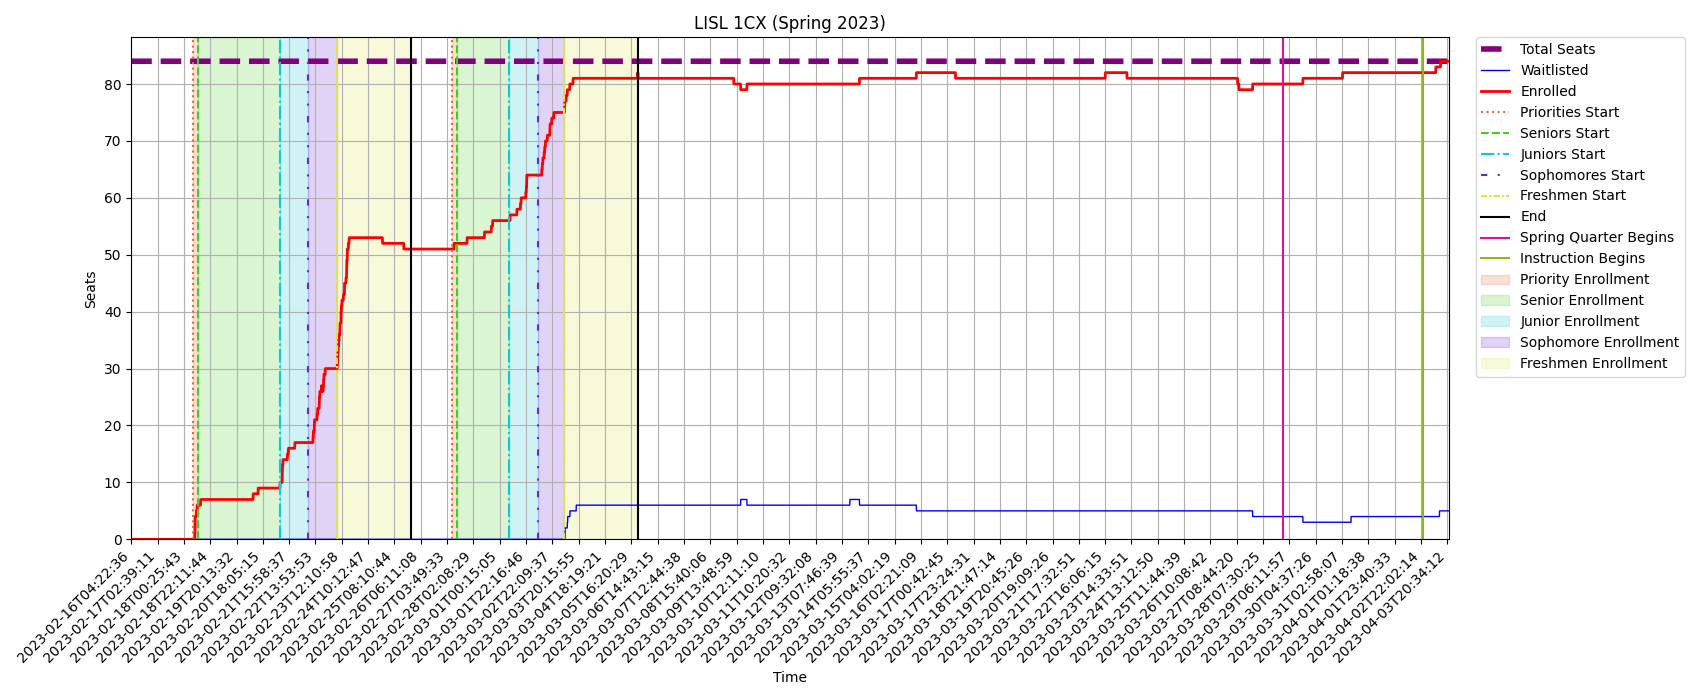 LISL 1CX (Spring 2023)
Seats
80
70
60
50
40
30
20
10
0
2023-02-16T04:22:36
2023-02-17T02:39:11
2023-02-18T00:25:43
2023-02-18T22:11:44
2023-02-19T20:13:32
2023-02-20T18:05:15
2023-02-21T15:58:37
2023-02-22T13:53:53
2023-02-23T12:10:58
2023-02-24T10:12:47
2023-02-25T08:10:44
2023-02-26T06:11:08
2023-02-27T03:49:33
2023-02-28T02:08:29
2023-03-01T00:15:05
2023-03-01T22:16:46
2023-03-02T22:09:37
2023-03-03T20:15:55
2023-03-04T18:19:21
2023-03-05T16:20:29
2023-03-06T14:43:15
2023-03-07T12:44:38
2023-03-08T15:40:06
2023-03-09T13:48:59
2023-03-10T12:11:10
2023-03-11T10:20:32
2023-03-12T09:32:08
2023-03-13T07:46:39
2023-03-14T05:55:37
2023-03-15T04:02:19
2023-03-16T02:21:09
2023-03-17T00:42:45
2023-03-17T23:24:31
2023-03-18T21:47:14
2023-03-19T20:45:26
2023-03-20T19:09:26
2023-03-21T17:32:51
2023-03-22T16:06:15
2023-03-23T14:33:51
2023-03-24T13:12:50
2023-03-25T11:44:39
2023-03-26T10:08:42
2023-03-27T08:44:20
2023-03-28T07:30:25
2023-03-29T06:11:57
2023-03-30T04:37:26
2023-03-31T02:58:07
2023-04-01T01:18:38
2023-04-01T23:40:33
2023-04-02T22:02:14
2023-04-03T20:34:12
Time
Total Seats
Waitlisted
Enrolled
Priorities Start
Seniors Start
Juniors Start
Sophomores Start
Freshmen Start
End
Spring Quarter Begins
Instruction Begins
Priority Enrollment
Senior Enrollment
Junior Enrollment
Sophomore Enrollment
Freshmen Enrollment